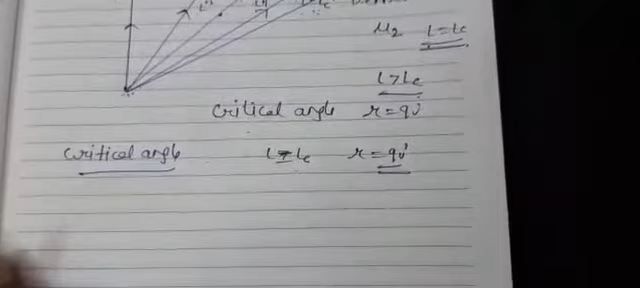 μ₂ i=ic
i>ic
critical angle r=90°
critical angle i=ic r=90°